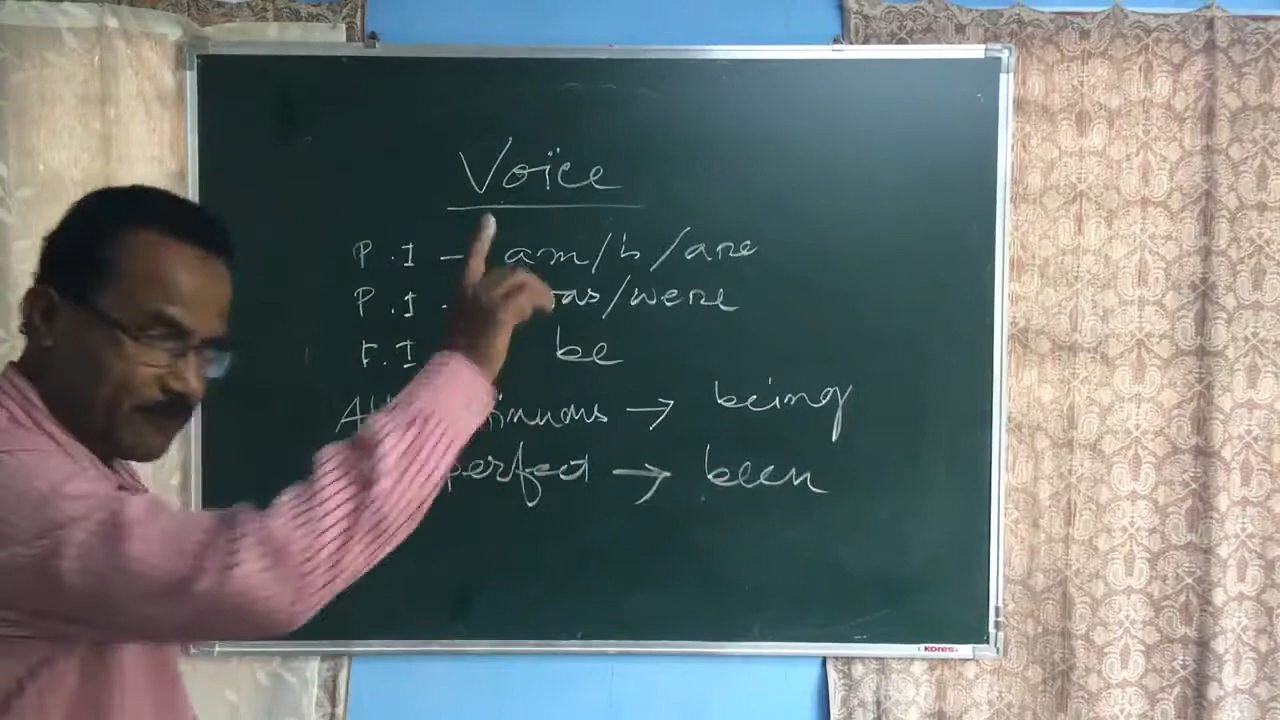 Voice
P.I – am/is/are
P.I - was/were
F.I be
All continuous → being
perfect → been
KORES